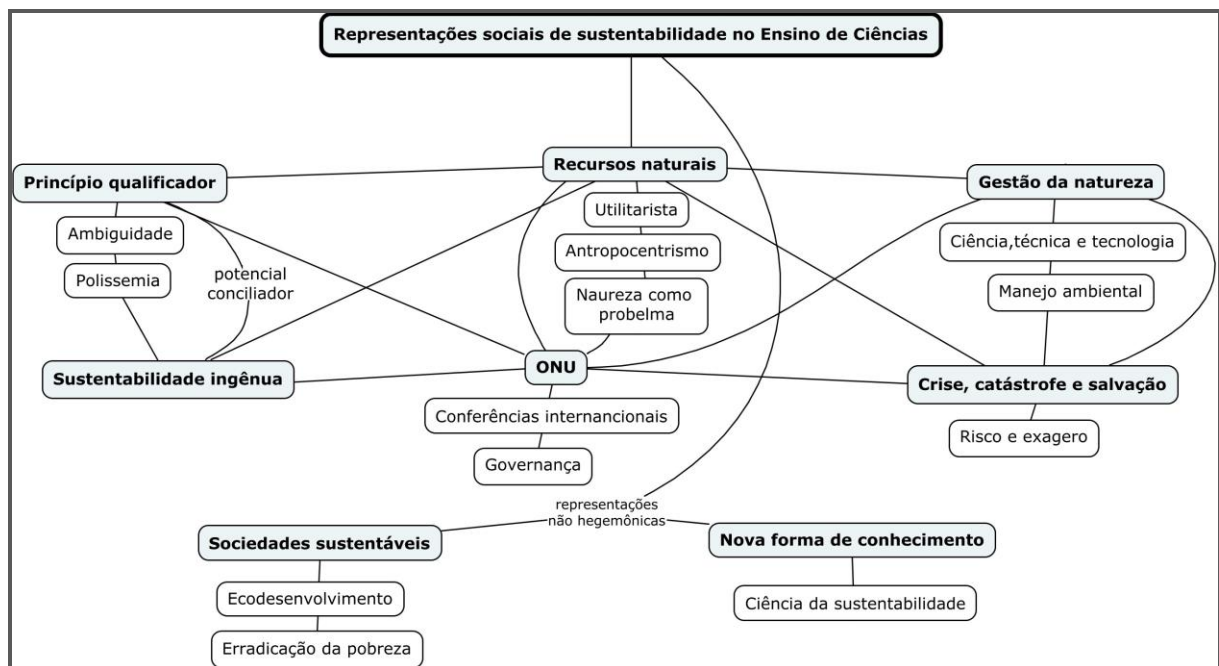 Representações sociais de sustentabilidade no Ensino de Ciências
Princípio qualificador
Recursos naturais
Gestão da natureza
Ambiguidade
Polissemia
potencial
conciliador
Utilitarista
Antropocentrismo
Naureza como
probelma
Ciência,técnica e tecnologia
Manejo ambiental
Sustentabilidade ingênua
ONU
Crise, catástrofe e salvação
Conferências internancionais
Governança
Risco e exagero
representações
não hegemônicas
Sociedades sustentáveis
Nova forma de conhecimento
Ecodesenvolvimento
Erradicação da pobreza
Ciência da sustentabilidade